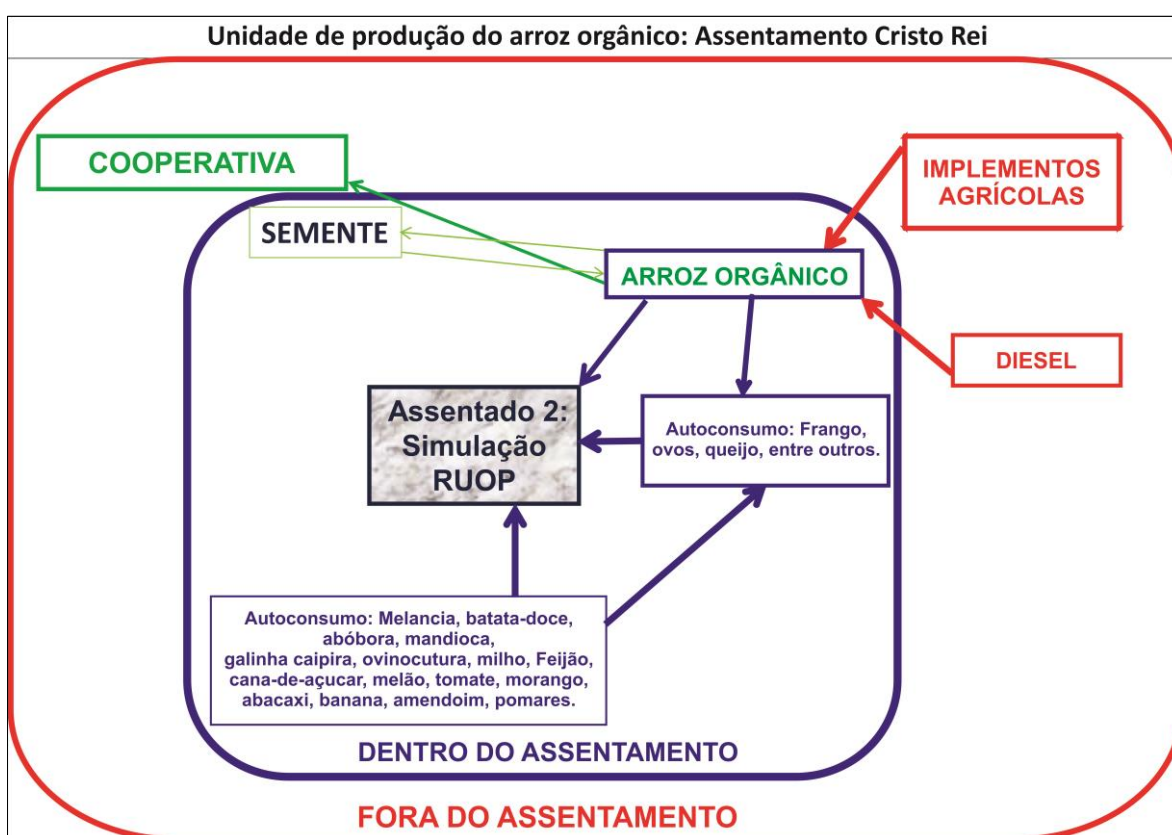 Unidade de produção do arroz orgânico: Assentamento Cristo Rei
COOPERATIVA
IMPLEMENTOS
AGRÍCOLAS
SEMENTE
ARROZ ORGÂNICO
DIESEL
Assentado 2:
Simulação
RUOP
Autoconsumo: Frango,
ovos, queijo, entre outros.
Autoconsumo: Melancia, batata-doce,
abóbora, mandioca,
galinha caipira, ovinocutura, milho, Feijão,
cana-de-açucar, melão, tomate, morango,
abacaxi, banana, amendoim, pomares.
DENTRO DO ASSENTAMENTO
FORA DO ASSENTAMENTO